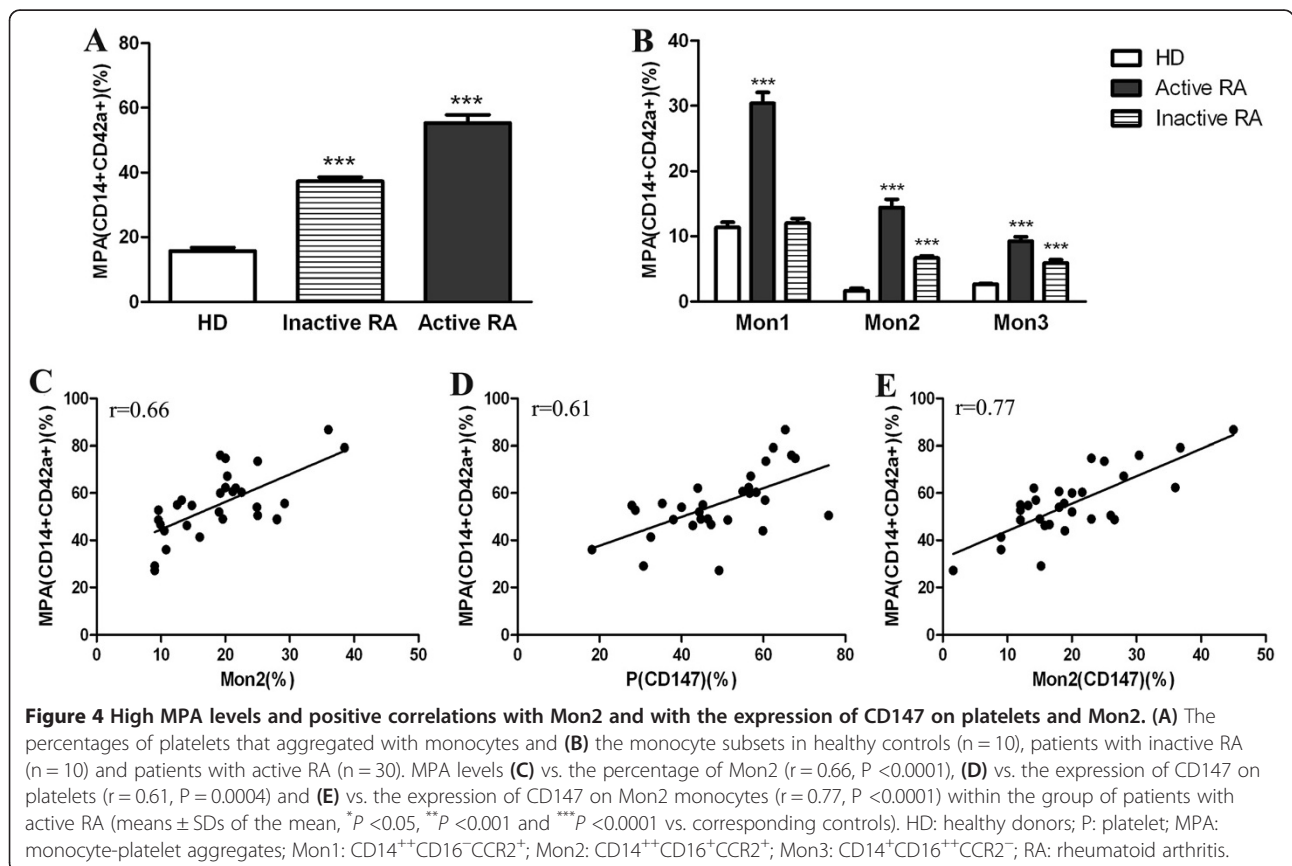 A
MPA(CD14+CD42a+)(%)
80
60
40
20
0
***
***
HD
Inactive RA
Active RA
B
MPA(CD14+CD42a+)(%)
40
30
20
10
0
***
***
***
***
***
Mon1
Mon2
Mon3
HD
Active RA
Inactive RA
C
r=0.66
MPA(CD14+CD42a+)(%)
100
80
60
40
20
0
0 10 20 30 40 50
Mon2(%)
D
r=0.61
MPA(CD14+CD42a+)(%)
100
80
60
40
20
0
0 20 40 60 80
P(CD147)(%)
E
r=0.77
MPA(CD14+CD42a+)(%)
100
80
60
40
20
0
0 10 20 30 40 50
Mon2(CD147)(%)
Figure 4 High MPA levels and positive correlations with Mon2 and with the expression of CD147 on platelets and Mon2. (A) The
percentages of platelets that aggregated with monocytes and (B) the monocyte subsets in healthy controls (n = 10), patients with inactive RA
(n = 10) and patients with active RA (n = 30). MPA levels (C) vs. the percentage of Mon2 (r = 0.66, P <0.0001), (D) vs. the expression of CD147 on
platelets (r = 0.61, P = 0.0004) and (E) vs. the expression of CD147 on Mon2 monocytes (r = 0.77, P <0.0001) within the group of patients with
active RA (means ± SDs of the mean, *P <0.05, **P <0.001 and ***P <0.0001 vs. corresponding controls). HD: healthy donors; P: platelet; MPA:
monocyte-platelet aggregates; Mon1: CD14⁺⁺CD16⁻CCR2⁺; Mon2: CD14⁺⁺CD16⁺CCR2⁺; Mon3: CD14⁺CD16⁺⁺CCR2⁻; RA: rheumatoid arthritis.